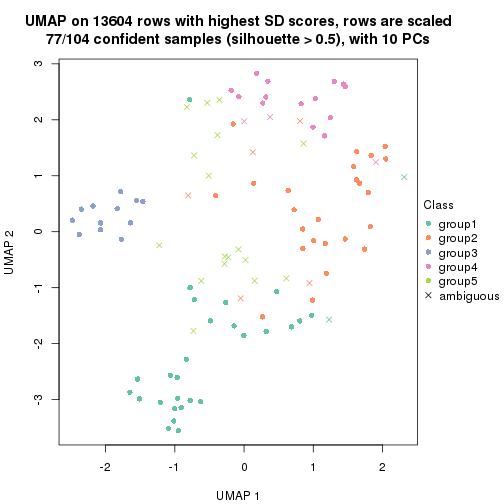 UMAP on 13604 rows with highest SD scores, rows are scaled
77/104 confident samples (silhouette > 0.5), with 10 PCs
3
2
1
0
-1
-2
-3
UMAP 2
-2
-1
0
1
2
UMAP 1
Class
group1
group2
group3
group4
group5
ambiguous